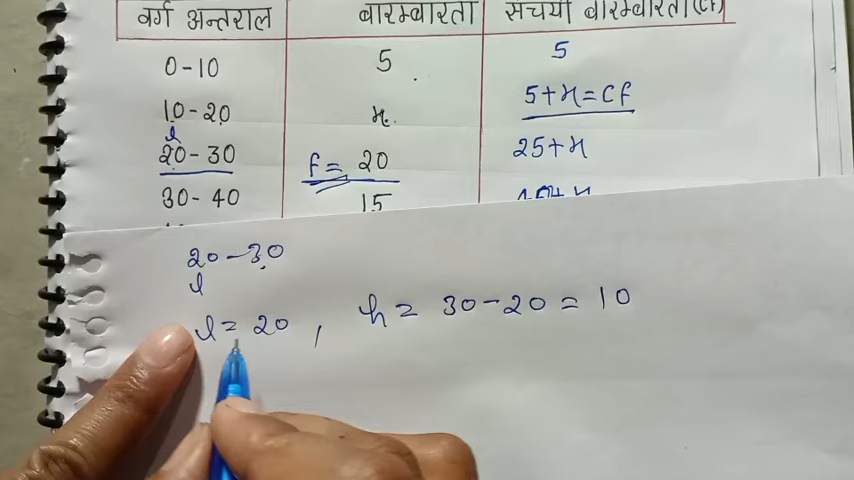 वर्ग अन्तराल बारम्बारता संचयी बारम्बारता(cf)
0-10 5 5
10-20 x 5+x=cf
l
20-30 f= 20 25+x
30-40 15
20-30
l
l = 20 , h = 30-20 = 10